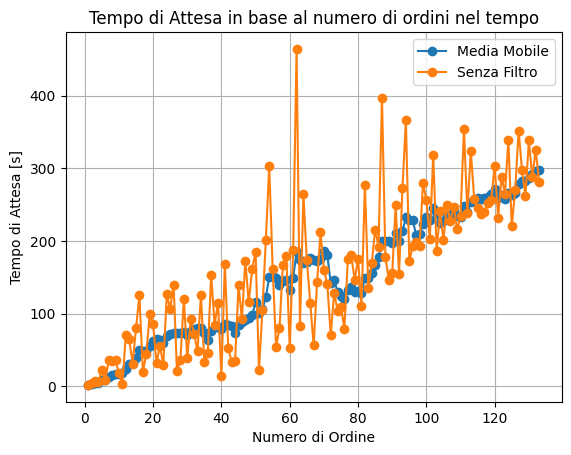 Tempo di Attesa in base al numero di ordini nel tempo
Media Mobile
Senza Filtro
Tempo di Attesa [s]
400
300
200
100
0
0 20 40 60 80 100 120
Numero di Ordine